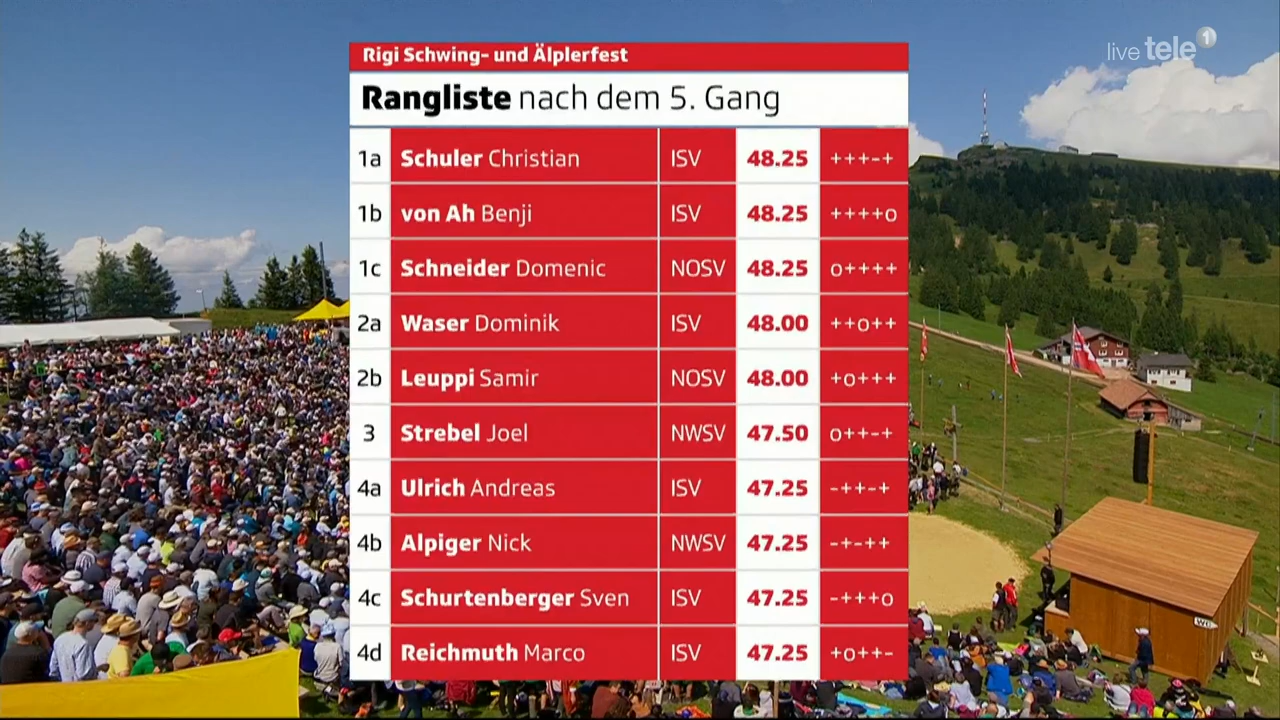 live tele 1
Rigi Schwing- und Älplerfest
Rangliste nach dem 5. Gang
1a Schuler Christian ISV 48.25 +++-+
1b von Ah Benji ISV 48.25 ++++o
1c Schneider Domenic NOSV 48.25 o++++
2a Waser Dominik ISV 48.00 ++o++
2b Leuppi Samir NOSV 48.00 +o+++
3 Strebel Joel NWSV 47.50 o++-+
4a Ulrich Andreas ISV 47.25 -++-+
4b Alpiger Nick NWSV 47.25 -+-++
4c Schurtenberger Sven ISV 47.25 -+++o
4d Reichmuth Marco ISV 47.25 +o++-
WC